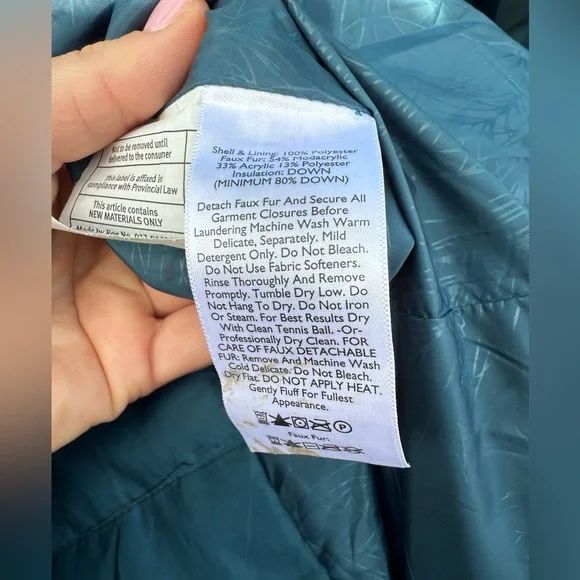 Not to be removed until
delivered to the consumer
This label is affixed in
compliance with Provincial Law
This article contains
NEW MATERIALS ONLY
Made by Reg No.
Shell & Lining: 100% Polyester
Faux Fur: 54% Modacrylic
33% Acrylic 13% Polyester
Insulation: DOWN
(MINIMUM 80% DOWN)
Detach Faux Fur And Secure All
Garment Closures Before
Laundering Machine Wash Warm
Delicate, Separately. Mild
Detergent Only. Do Not Bleach.
Do Not Use Fabric Softeners.
Rinse Thoroughly And Remove
Promptly. Tumble Dry Low. Do
Not Hang To Dry. Do Not Iron
Or Steam. For Best Results Dry
With Clean Tennis Ball. -Or-
Professionally Dry Clean. FOR
CARE OF FAUX DETACHABLE
FUR: Remove And Machine Wash
Cold Delicate. Do Not Bleach.
Dry Flat. DO NOT APPLY HEAT.
Gently Fluff For Fullest
Appearance.
P
Faux Fur: